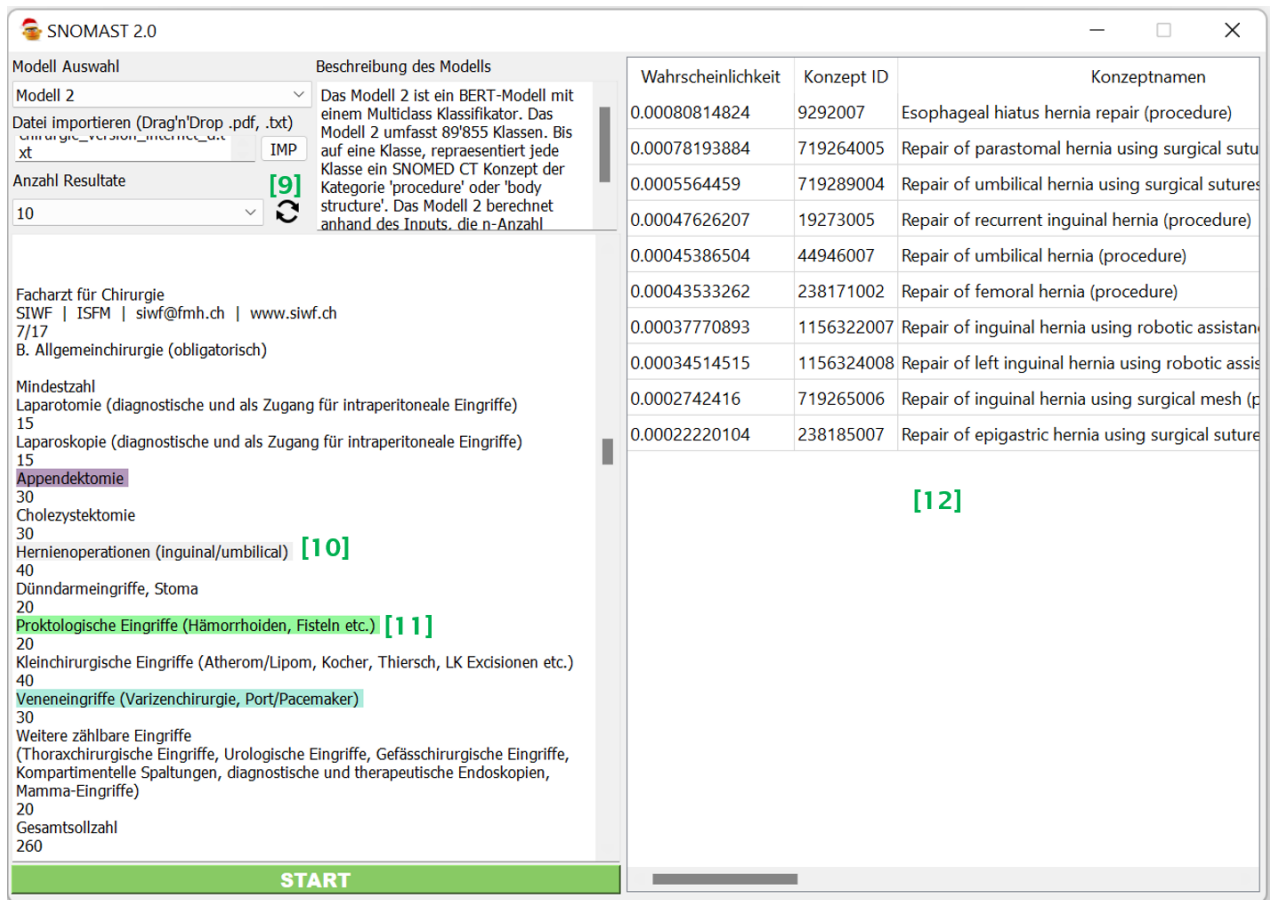 SNOMAST 2.0
Modell Auswahl
Modell 2
Datei importieren (Drag'n'Drop .pdf, .txt)
xt
IMP
Anzahl Resultate
[9]
10
Beschreibung des Modells
Das Modell 2 ist ein BERT-Modell mit
einem Multiclass Klassifikator. Das
Modell 2 umfasst 89'855 Klassen. Bis
auf eine Klasse, repraesentiert jede
Klasse ein SNOMED CT Konzept der
Kategorie 'procedure' oder 'body
structure'. Das Modell 2 berechnet
anhand des Inputs, die n-Anzahl
Facharzt für Chirurgie
SIWF | ISFM | siwf@fmh.ch | www.siwf.ch
7/17
B. Allgemeinchirurgie (obligatorisch)
Mindestzahl
Laparotomie (diagnostische und als Zugang für intraperitoneale Eingriffe)
15
Laparoskopie (diagnostische und als Zugang für intraperitoneale Eingriffe)
15
Appendektomie
30
Cholezystektomie
30
Hernienoperationen (inguinal/umbilical) [10]
40
Dünndarmeingriffe, Stoma
20
Proktologische Eingriffe (Hämorrhoiden, Fisteln etc.) [11]
20
Kleinchirurgische Eingriffe (Atherom/Lipom, Kocher, Thiersch, LK Excisionen etc.)
40
Veneneingriffe (Varizenchirurgie, Port/Pacemaker)
30
Weitere zählbare Eingriffe
(Thoraxchirurgische Eingriffe, Urologische Eingriffe, Gefässchirurgische Eingriffe,
Kompartimentelle Spaltungen, diagnostische und therapeutische Endoskopien,
Mamma-Eingriffe)
20
Gesamtsollzahl
260
START
Wahrscheinlichkeit Konzept ID Konzeptnamen
0.00080814824 9292007 Esophageal hiatus hernia repair (procedure)
0.00078193884 719264005 Repair of parastomal hernia using surgical sutu
0.0005564459 719289004 Repair of umbilical hernia using surgical sutures
0.00047626207 19273005 Repair of recurrent inguinal hernia (procedure)
0.00045386504 44946007 Repair of umbilical hernia (procedure)
0.00043533262 238171002 Repair of femoral hernia (procedure)
0.00037770893 1156322007 Repair of inguinal hernia using robotic assistan
0.00034514515 1156324008 Repair of left inguinal hernia using robotic assis
0.0002742416 719265006 Repair of inguinal hernia using surgical mesh (p
0.00022220104 238185007 Repair of epigastric hernia using surgical suture
[12]